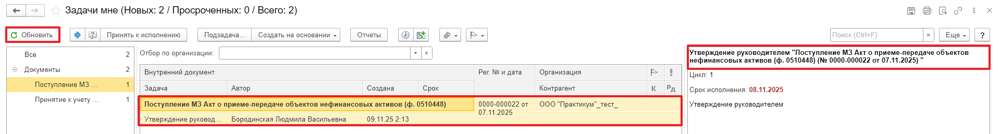 Задачи мне (Новых: 2 / Просроченных: 0 / Всего: 2)
Обновить
Принять к исполнению
Подзадача...
Создать на основании
Отчеты
Поиск (Ctrl+F)
×
Еще
?
Все 2
Документы 2
Поступление МЗ ... 1
Принятие к учету ... 1
Отбор по организации:
Внутренний документ
Рег. № и дата
Организация
Задача
Автор
Создана
Срок
Контрагент
К
Рд
Поступление МЗ Акт о приеме-передаче объектов нефинансовых активов (ф. 0510448)
0000-000022 от
07.11.2025
ООО "Практикум"_тест_
Утверждение руковод...
Бородинская Людмила Васильевна
09.11.25 2:13
Утверждение руководителем "Поступление МЗ Акт о приеме-передаче объектов
нефинансовых активов (ф. 0510448) (№ 0000-000022 от 07.11.2025) "
Цикл: 1
Срок исполнения: 08.11.2025
Утверждение руководителем